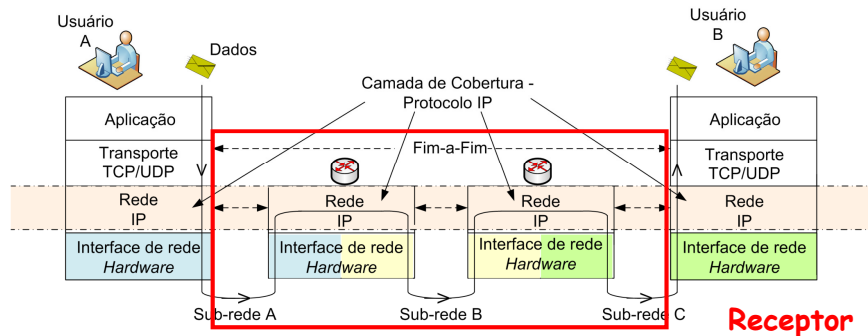 Usuário
A
Dados
Usuário
B
Camada de Cobertura -
Protocolo IP
Aplicação
Aplicação
Transporte
TCP/UDP
Fim-a-Fim
Transporte
TCP/UDP
Rede
IP
Rede
IP
Rede
IP
Rede
IP
Interface de rede
Hardware
Interface de rede
Hardware
Interface de rede
Hardware
Interface de rede
Hardware
Sub-rede A
Sub-rede B
Sub-rede C
Receptor